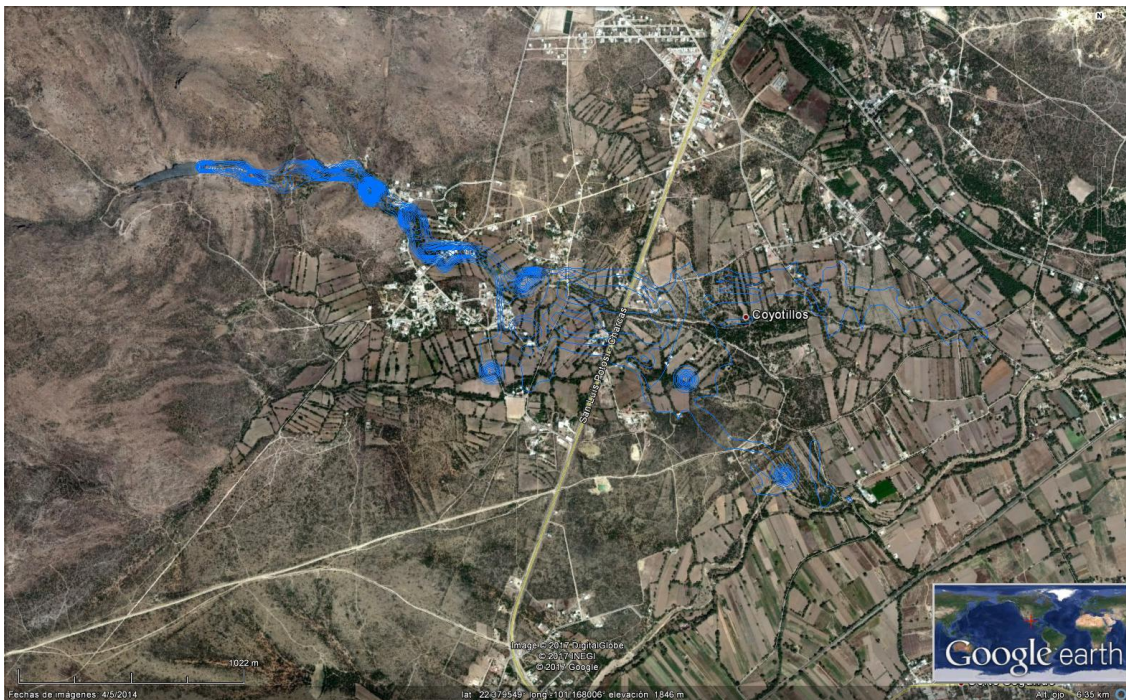 N
Coyotillos
San Luis Potosí - Charcas
Image © 2017 DigitalGlobe
© 2017 INEGI
© 2017 Google
1022 m
Google earth
Fechas de imágenes 4/5/2014
lat 22.379549° long -101.168006° elevación 1846 m
Alt. ojo 6.35 km